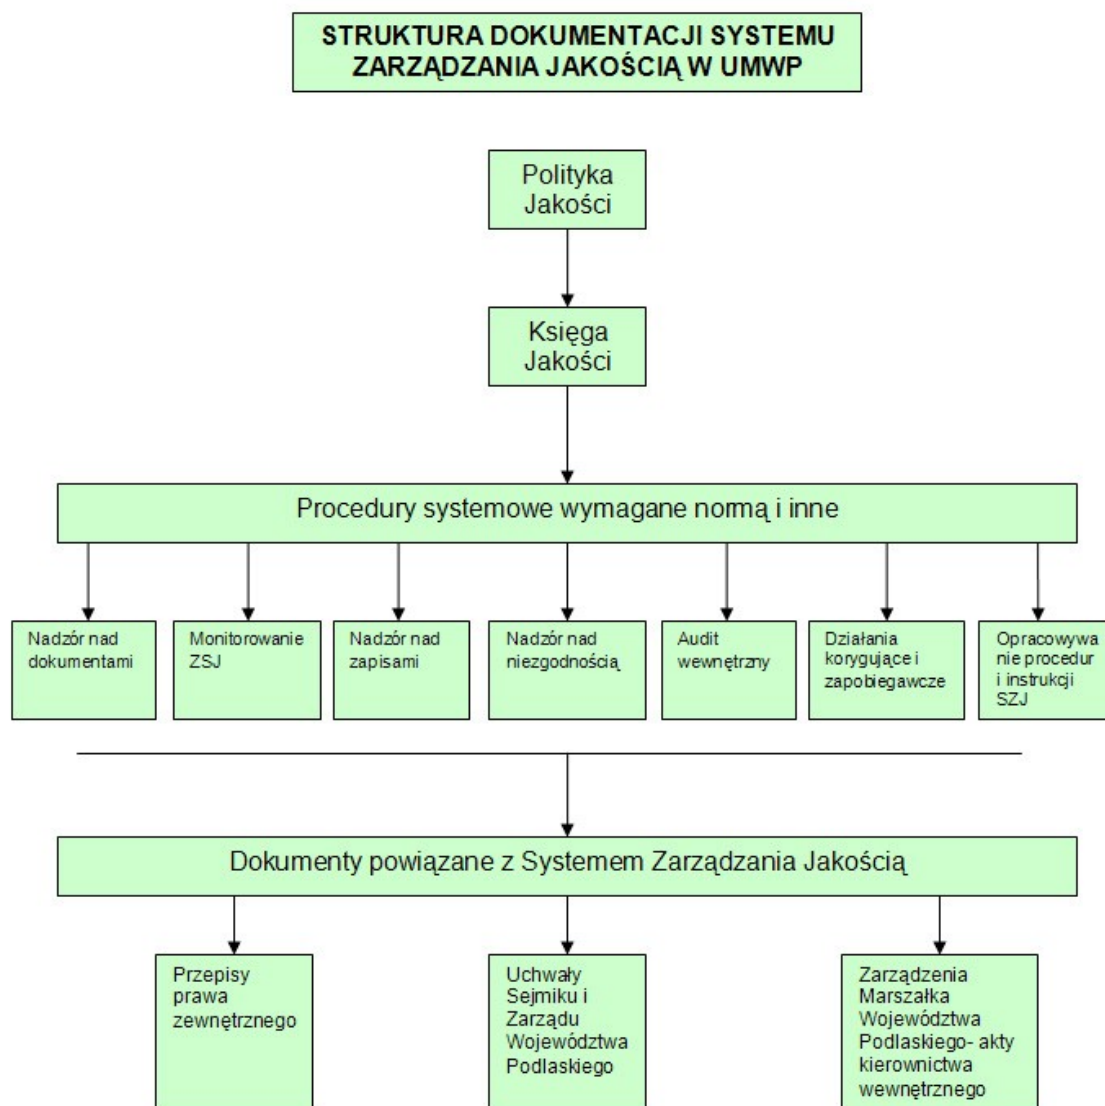 STRUKTURA DOKUMENTACJI SYSTEMU
ZARZĄDZANIA JAKOŚCIĄ W UMWP
Polityka
Jakości
Księga
Jakości
Procedury systemowe wymagane normą i inne
Nadzór nad
dokumentami
Monitorowanie
ZSJ
Nadzór nad
zapisami
Nadzór nad
niezgodnością
Audit
wewnętrzny
Działania
korygujące i
zapobiegawcze
Opracowywa
nie procedur
i instrukcji
SZJ
Dokumenty powiązane z Systemem Zarządzania Jakością
Przepisy
prawa
zewnętrznego
Uchwały
Sejmiku i
Zarządu
Województwa
Podlaskiego
Zarządzenia
Marszałka
Województwa
Podlaskiego- akty
kierownictwa
wewnętrznego